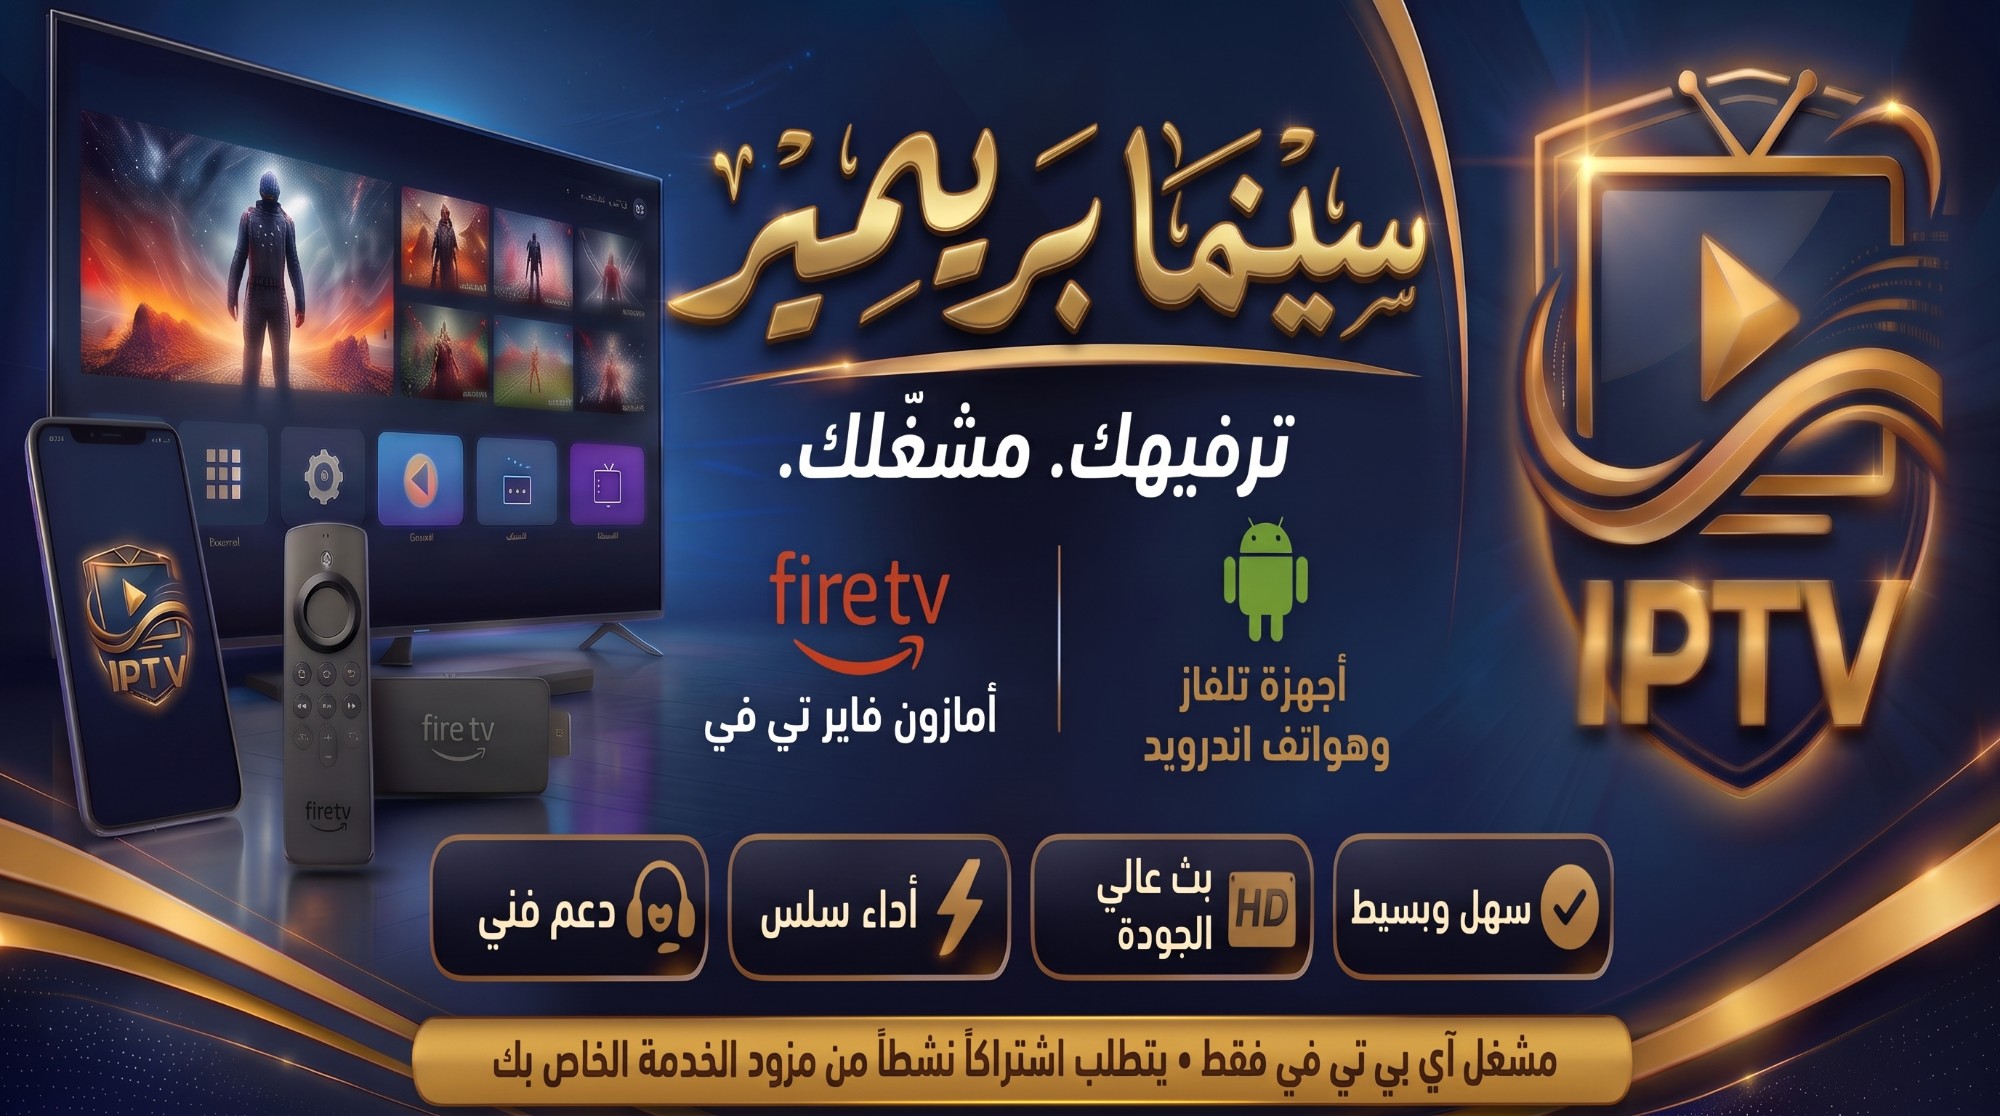 سينما بريمير
ترفيهك. مشغّلك.
أجهزة تلفاز
وهواتف اندرويد
firetv
أمازون فاير تي في
IPTV
سهل وبسيط
HD
بث عالي
الجودة
أداء سلس
دعم فني
مشغل آي بي تي في فقط • يتطلب اشتراكاً نشطاً من مزود الخدمة الخاص بك
IPTV
fire tv
firetv